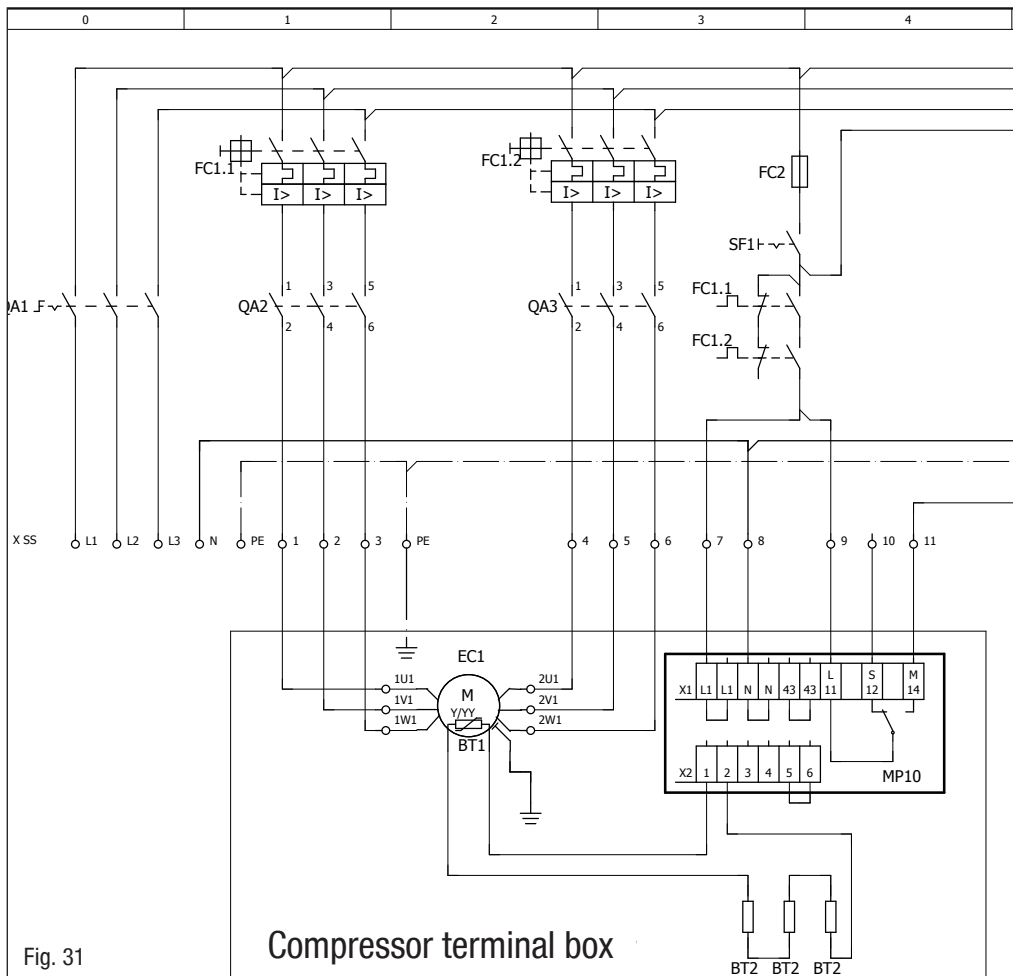 0 1 2 3 4
FC1.1
I> I> I>
FC1.2
I> I> I>
FC2
SF1
QA1
QA2
1 3 5
2 4 6
QA3
1 3 5
2 4 6
FC1.1
FC1.2
X SS L1 L2 L3 N PE 1 2 3 PE 4 5 6 7 8 9 10 11
EC1
1U1
1V1
1W1
M
Y/YY
BT1
2U1
2V1
2W1
L S M
X1 L1 L1 N N 43 43 11 12 14
X2 1 2 3 4 5 6
MP10
BT2 BT2 BT2
Compressor terminal box
Fig. 31